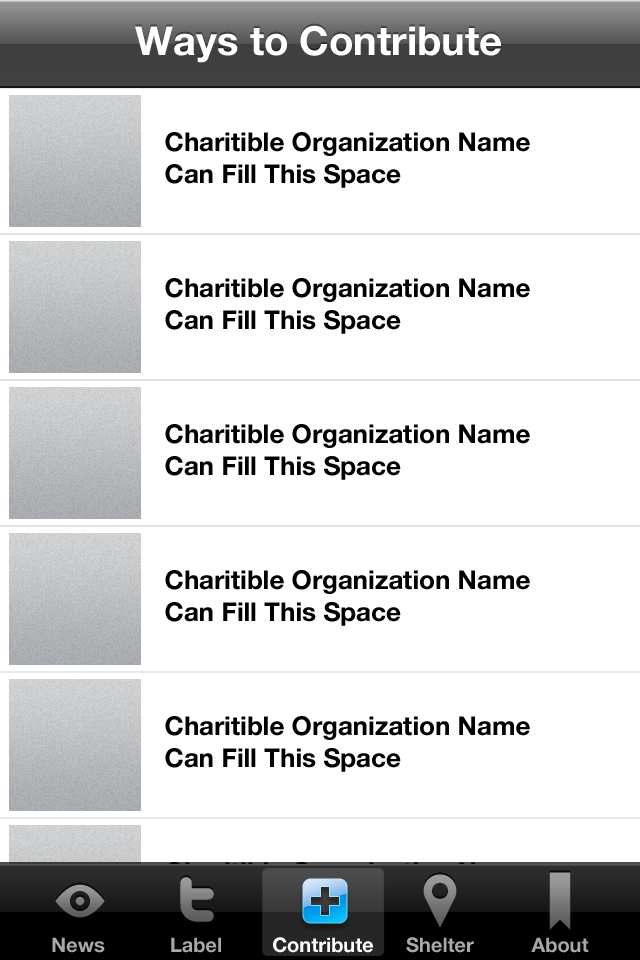 Ways to Contribute
Charitible Organization Name
Can Fill This Space
Charitible Organization Name
Can Fill This Space
Charitible Organization Name
Can Fill This Space
Charitible Organization Name
Can Fill This Space
Charitible Organization Name
Can Fill This Space
News
Label
Contribute
Shelter
About